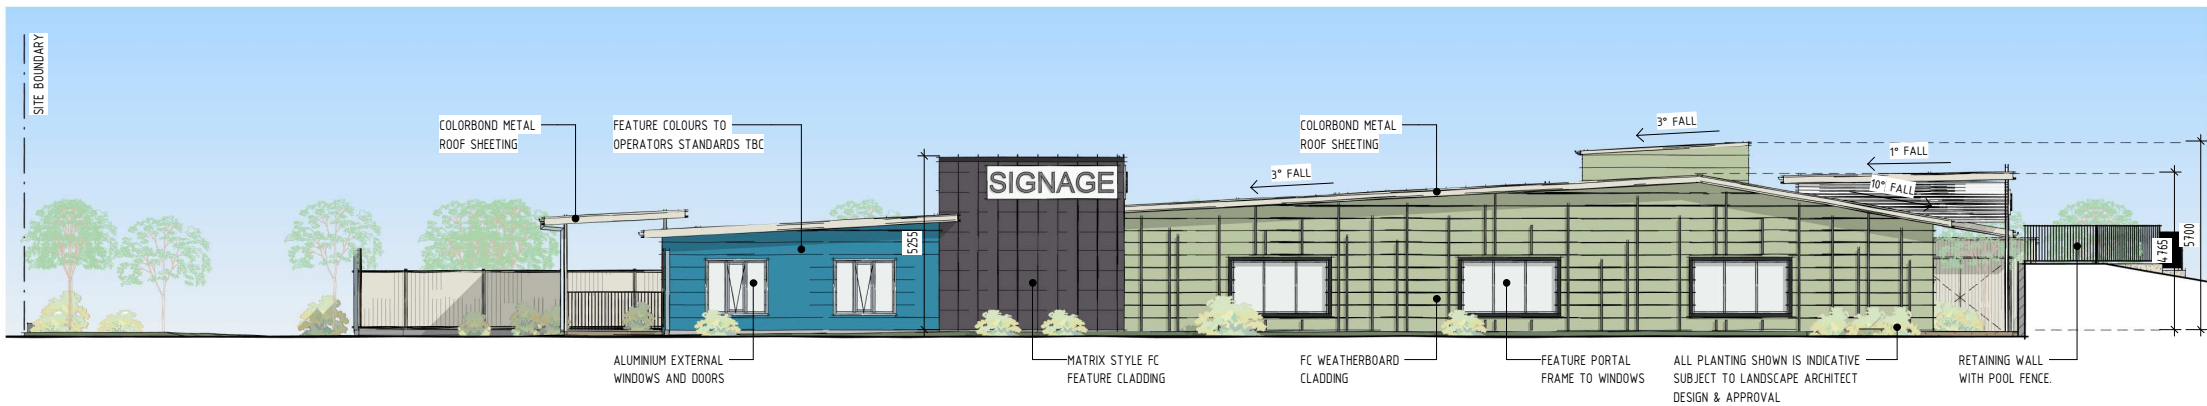 SITE BOUNDARY
COLORBOND METAL
ROOF SHEETING
FEATURE COLOURS TO
OPERATORS STANDARDS TBC
5255
SIGNAGE
3° FALL
COLORBOND METAL
ROOF SHEETING
3° FALL
1° FALL
10° FALL
4765
5700
ALUMINIUM EXTERNAL
WINDOWS AND DOORS
MATRIX STYLE FC
FEATURE CLADDING
FC WEATHERBOARD
CLADDING
FEATURE PORTAL
FRAME TO WINDOWS
ALL PLANTING SHOWN IS INDICATIVE
SUBJECT TO LANDSCAPE ARCHITECT
DESIGN & APPROVAL
RETAINING WALL
WITH POOL FENCE.